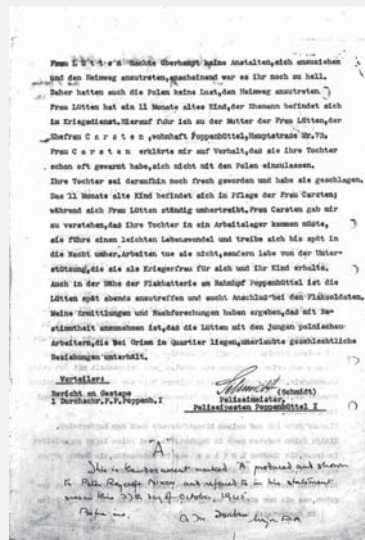 Frau L ü t t e n machte überhaupt keine Anstalten,sich anzuziehen
und den Heimweg anzutreten,anscheinend war es ihr noch zu hell.
Daher hatten auch die Polen keine Lust,den Heimweg anzutreten.
Frau Lütten hat ein 11 Monate altes Kind,der Ehemann befindet sich
im Kriegsdienst.Hierauf fuhr ich zu der Mutter der Frau Lütten,der
Ehefrau C a r s t e n ,wohnhaft Poppenbüttel,Hauptstraße Nr.72.
Frau C a r s t e n erklärte mir auf Vorhalt,daß sie ihre Tochter
schon oft gewarnt habe,sich nicht mit den Polen einzulassen.
Ihre Tochter sei daraufhin noch frech geworden und habe sie geschlagen.
Das 11 Monate alte Kind befindet sich in Pflege der Frau Carsten;
während sich Frau Lütten ständig umhertreibt.Frau Carsten gab mir
zu verstehen,daß ihre Tochter in ein Arbeitslager kommen müßte,
sie führe einen leichten Lebenswandel und treibe sich bis spät in
die Nacht umher.Arbeiten tue sie nicht,sondern lebe von der Unter-
stützung,die sie als Kriegerfrau für sich und ihr Kind erhalte.
Auch in der Nähe der Flakbatterie am Bahnhof Poppenbüttel ist die
Lütten spät abends anzutreffen und sucht Anschluß bei den Flaksoldaten.
Meine Ermittlungen und Nachforschungen haben ergeben,daß mit Be-
stimmtheit anzunehmen ist,daß die Lütten mit den jungen polnischen
Arbeitern,die bei Grimm im Quartier liegen,unerlaubte geschlechtliche
Beziehungen unterhält.
Verteiler:
Bericht an Gestapo
1 Durchschr.P.P.Poppenb.I
Schmidt
(Schmidt)
Polizeimeister,
Polizeiposten Poppenbüttel I
"A"
This is the document marked 'A' produced and shown
to Peter Raycroft Nixon and referred to in his statement
sworn this 27th day of October, 1945.
Before me.
Major